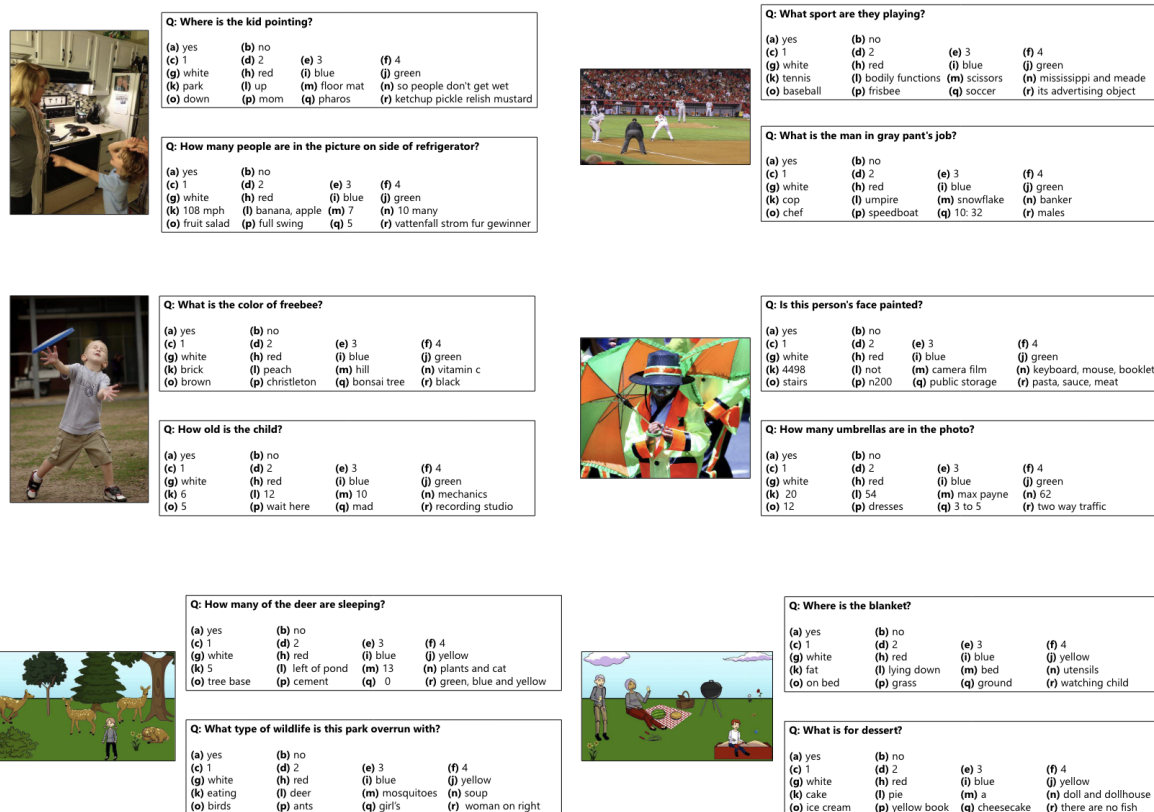 Q: Where is the kid pointing?
(a) yes (b) no
(c) 1 (d) 2 (e) 3 (f) 4
(g) white (h) red (i) blue (j) green
(k) park (l) up (m) floor mat (n) so people don't get wet
(o) down (p) mom (q) pharos (r) ketchup pickle relish mustard
Q: How many people are in the picture on side of refrigerator?
(a) yes (b) no
(c) 1 (d) 2 (e) 3 (f) 4
(g) white (h) red (i) blue (j) green
(k) 108 mph (l) banana, apple (m) 7 (n) 10 many
(o) fruit salad (p) full swing (q) 5 (r) vattenfall strom fur gewinner
Q: What sport are they playing?
(a) yes (b) no
(c) 1 (d) 2 (e) 3 (f) 4
(g) white (h) red (i) blue (j) green
(k) tennis (l) bodily functions (m) scissors (n) mississippi and meade
(o) baseball (p) frisbee (q) soccer (r) its advertising object
Q: What is the man in gray pant's job?
(a) yes (b) no
(c) 1 (d) 2 (e) 3 (f) 4
(g) white (h) red (i) blue (j) green
(k) cop (l) umpire (m) snowflake (n) banker
(o) chef (p) speedboat (q) 10: 32 (r) males
Q: What is the color of freebee?
(a) yes (b) no
(c) 1 (d) 2 (e) 3 (f) 4
(g) white (h) red (i) blue (j) green
(k) brick (l) peach (m) hill (n) vitamin c
(o) brown (p) christleton (q) bonsai tree (r) black
Q: How old is the child?
(a) yes (b) no
(c) 1 (d) 2 (e) 3 (f) 4
(g) white (h) red (i) blue (j) green
(k) 6 (l) 12 (m) 10 (n) mechanics
(o) 5 (p) wait here (q) mad (r) recording studio
Q: Is this person's face painted?
(a) yes (b) no
(c) 1 (d) 2 (e) 3 (f) 4
(g) white (h) red (i) blue (j) green
(k) 4498 (l) not (m) camera film (n) keyboard, mouse, booklet
(o) stairs (p) n200 (q) public storage (r) pasta, sauce, meat
Q: How many umbrellas are in the photo?
(a) yes (b) no
(c) 1 (d) 2 (e) 3 (f) 4
(g) white (h) red (i) blue (j) green
(k) 20 (l) 54 (m) max payne (n) 62
(o) 12 (p) dresses (q) 3 to 5 (r) two way traffic
Q: How many of the deer are sleeping?
(a) yes (b) no
(c) 1 (d) 2 (e) 3 (f) 4
(g) white (h) red (i) blue (j) yellow
(k) 5 (l) left of pond (m) 13 (n) plants and cat
(o) tree base (p) cement (q) 0 (r) green, blue and yellow
Q: What type of wildlife is this park overrun with?
(a) yes (b) no
(c) 1 (d) 2 (e) 3 (f) 4
(g) white (h) red (i) blue (j) yellow
(k) eating (l) deer (m) mosquitoes (n) soup
(o) birds (p) ants (q) girl's (r) woman on right
Q: Where is the blanket?
(a) yes (b) no
(c) 1 (d) 2 (e) 3 (f) 4
(g) white (h) red (i) blue (j) yellow
(k) fat (l) lying down (m) bed (n) utensils
(o) on bed (p) grass (q) ground (r) watching child
Q: What is for dessert?
(a) yes (b) no
(c) 1 (d) 2 (e) 3 (f) 4
(g) white (h) red (i) blue (j) yellow
(k) cake (l) pie (m) a (n) doll and dollhouse
(o) ice cream (p) yellow book (q) cheesecake (r) there are no fish